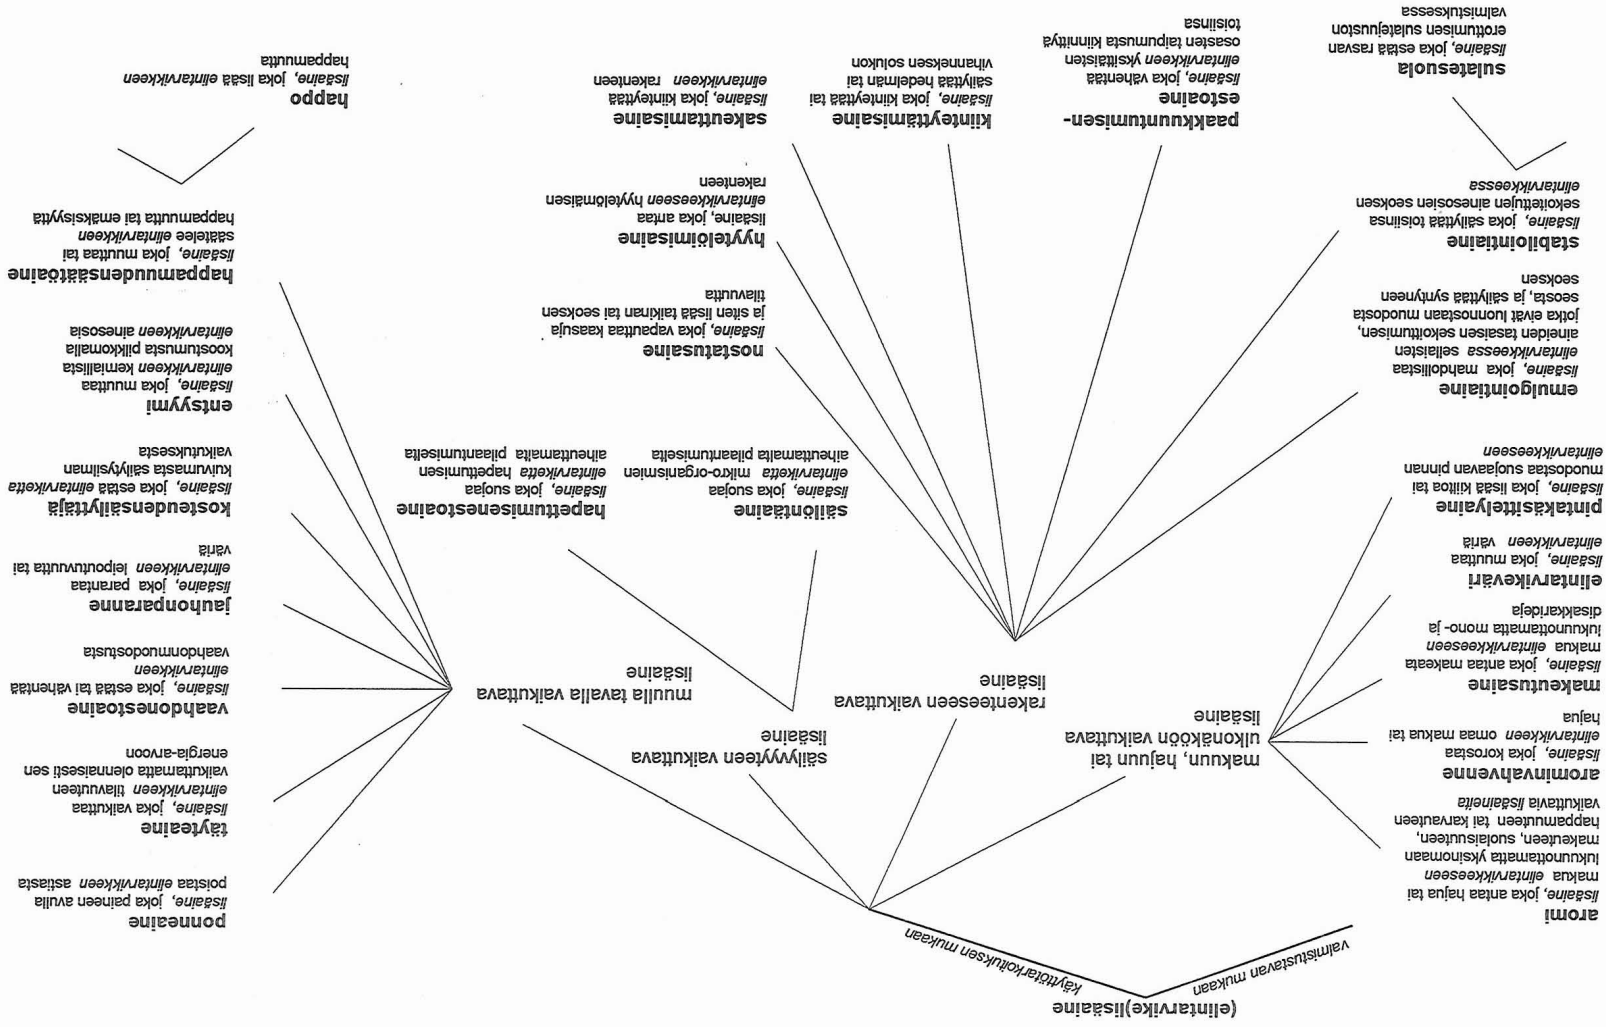 (elintarvike)lisäaine
valmistustavan mukaan
käyttötarkoituksen mukaan
aromi
lisäaine, joka antaa hajua tai
makua elintarvikkeeseen
lukuunottamatta yksinomaan
makeuteen, suolaisuuteen,
happamuuteen tai karvauteen
vaikuttavia lisäaineita
arominvahvenne
lisäaine, joka korostaa
elintarvikkeen omaa makua tai
hajua
makeutusaine
lisäaine, joka antaa makeata
makua elintarvikkeeseen
lukuunottamatta mono- ja
disakkarideja
elintarvikeväri
lisäaine, joka muuttaa
elintarvikkeen väriä
pintakäsittelyaine
lisäaine, joka lisää kiiltoa tai
muodostaa suojaavan pinnan
elintarvikkeeseen
makuun, hajuun tai
ulkonäköön vaikuttava
lisäaine
rakenteeseen vaikuttava
lisäaine
säilyvyyteen vaikuttava
lisäaine
muulla tavalla vaikuttava
lisäaine
emulgointiaine
lisäaine, joka mahdollistaa
elintarvikkeessa sellaisten
aineiden tasaisen sekoittumisen,
jotka eivät luonnostaan muodosta
seosta, ja säilyttää syntyneen
seoksen
stabilointiaine
lisäaine, joka säilyttää toisiinsa
sekoitettujen ainesosien seoksen
elintarvikkeessa
sulatesuola
lisäaine, joka estää rasvan
erottumisen sulatejuuston
valmistuksessa
paakkuuntumisen-
estoaine
lisäaine, joka vähentää
elintarvikkeen yksittäisten
osasten taipumusta kiinnittyä
toisiinsa
kiinteyttämisaine
lisäaine, joka kiinteyttää tai
säilyttää hedelmän tai
vihanneksen solukon
sakeuttamisaine
lisäaine, joka kiinteyttää
elintarvikkeen rakenteen
hyytelöimisaine
lisäaine, joka antaa
elintarvikkeeseen hyytelömäisen
rakenteen
nostatusaine
lisäaine, joka vapauttaa kaasuja
ja siten lisää taikinan tai seoksen
tilavuutta
säilöntäaine
lisäaine, joka suojaa
elintarviketta mikro-organismien
aiheuttamalta pilaantumiselta
hapettumisenestoaine
lisäaine, joka suojaa
elintarviketta hapettumisen
aiheuttamalta pilaantumiselta
ponneaine
lisäaine, joka paineen avulla
poistaa elintarvikkeen astiasta
täyteaine
lisäaine, joka vaikuttaa
elintarvikkeen tilavuuteen
vaikuttamatta olennaisesti sen
energia-arvoon
vaahdonestoaine
lisäaine, joka estää tai vähentää
elintarvikkeen
vaahdonmuodostusta
jauhonparanne
lisäaine, joka parantaa
elintarvikkeen leipoutuvuutta tai
väriä
kosteudensäilyttäjä
lisäaine, joka estää elintarviketta
kuivumasta säilytysilman
vaikutuksesta
entsyymi
lisäaine, joka muuttaa
elintarvikkeen kemiallista
koostumusta pilkkomalla
elintarvikkeen ainesosia
happamuudensäätöaine
lisäaine, joka muuttaa tai
säätelee elintarvikkeen
happamuutta tai emäksisyyttä
happo
lisäaine, joka lisää elintarvikkeen
happamuutta